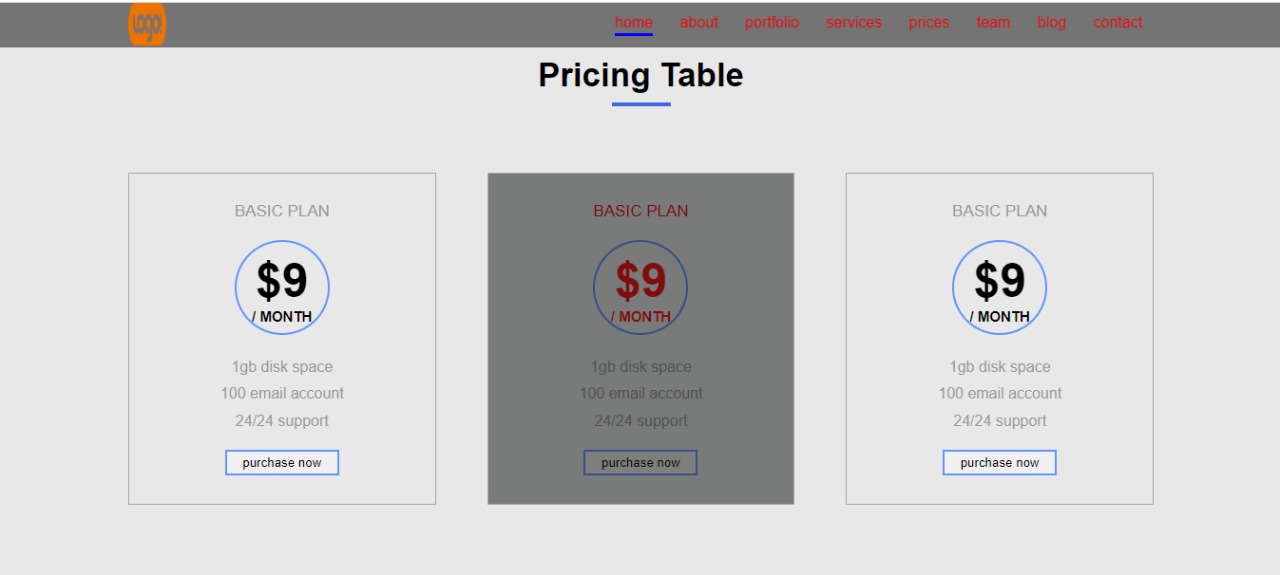 logo!
home about portfolio services prices team blog contact
Pricing Table
BASIC PLAN
$9
/ MONTH
1gb disk space
100 email account
24/24 support
purchase now
BASIC PLAN
$9
/ MONTH
1gb disk space
100 email account
24/24 support
purchase now
BASIC PLAN
$9
/ MONTH
1gb disk space
100 email account
24/24 support
purchase now